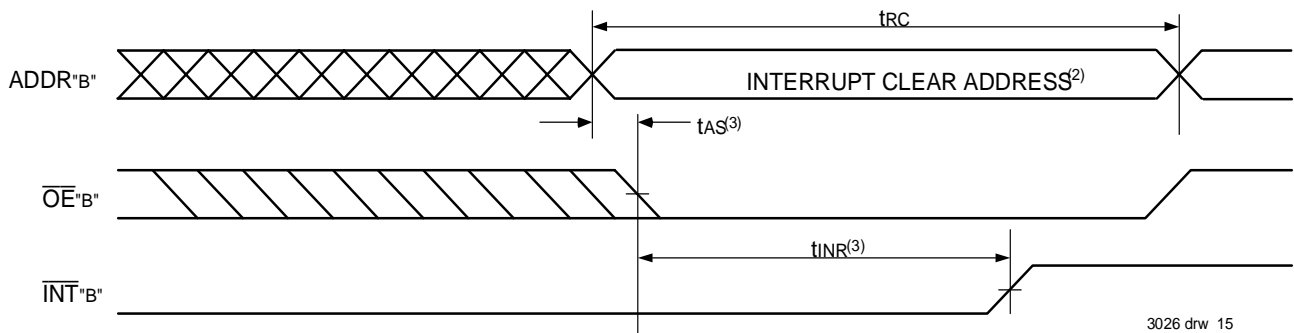 tRC
ADDR"B"
INTERRUPT CLEAR ADDRESS(2)
tAS(3)
OE"B"
tINR(3)
INT"B"
3026 drw 15